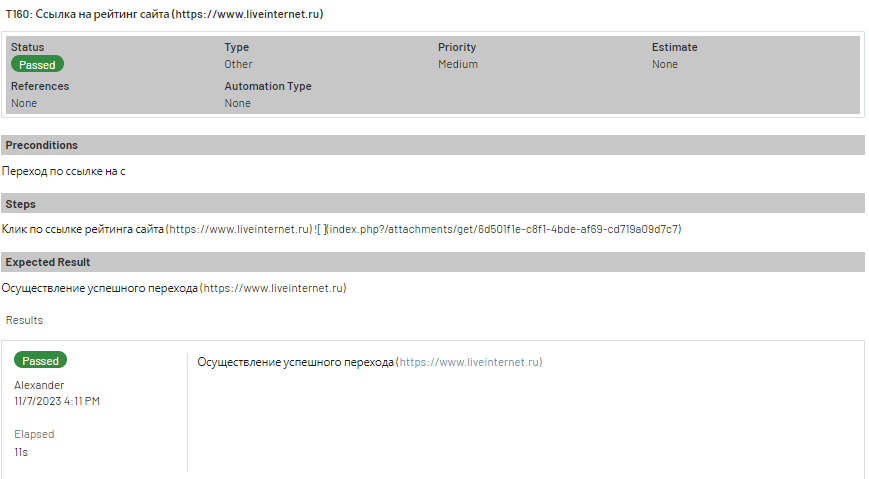 T160: Ссылка на рейтинг сайта (https://www.liveinternet.ru)
Status Type Priority Estimate
Passed Other Medium None
References Automation Type
None None
Preconditions
Переход по ссылке на с
Steps
Клик по ссылке рейтинга сайта (https://www.liveinternet.ru) ![ ](index.php?/attachments/get/6d501f1e-c8f1-4bde-af69-cd719a09d7c7)
Expected Result
Осуществление успешного перехода (https://www.liveinternet.ru)
Results
Passed
Осуществление успешного перехода (https://www.liveinternet.ru)
Alexander
11/7/2023 4:11 PM
Elapsed
11s